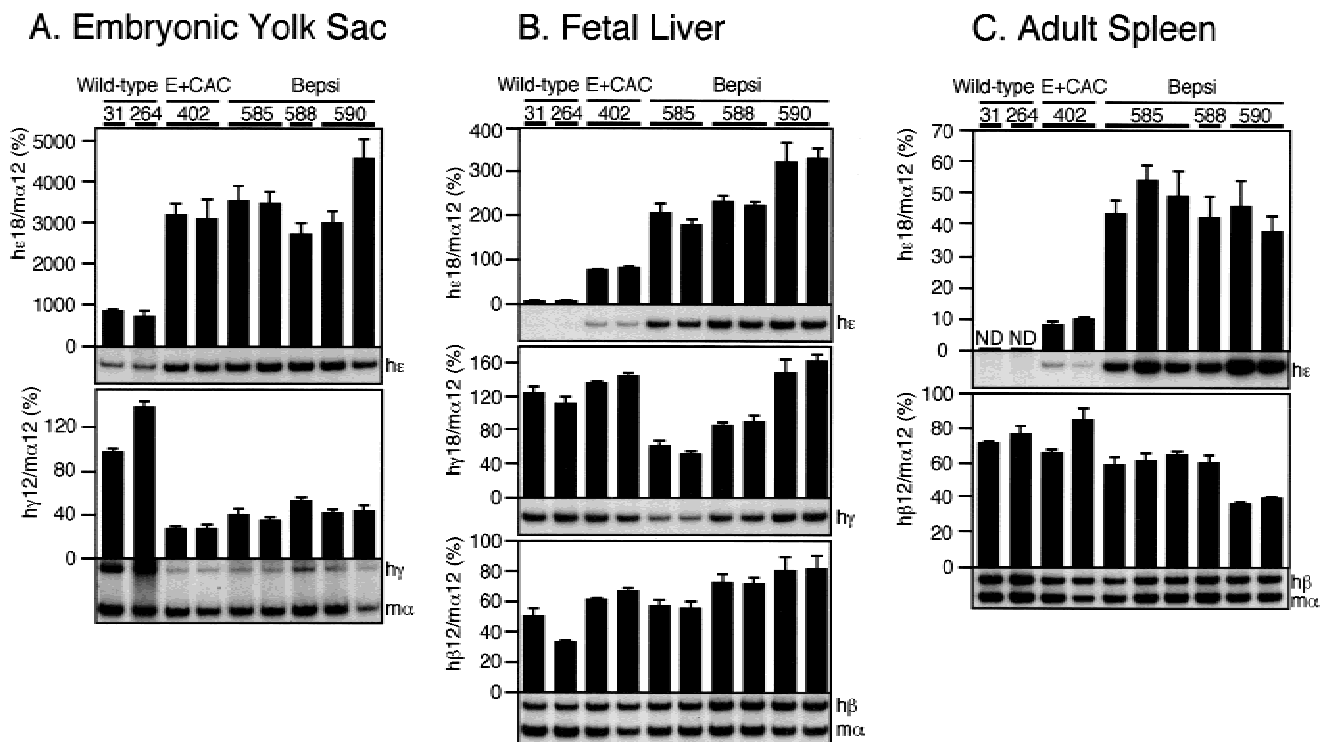 A. Embryonic Yolk Sac
Wild-type E+CAC Bepsi
31 264 402 585 588 590
hε18/mα12 (%)
5000
4000
3000
2000
1000
0
hε
hγ12/mα12 (%)
120
80
40
0
hγ
mα
B. Fetal Liver
Wild-type E+CAC Bepsi
31 264 402 585 588 590
hε18/mα12 (%)
400
300
200
100
0
hε
hγ18/mα12 (%)
160
120
80
40
0
hγ
hβ12/mα12 (%)
100
80
60
40
20
0
hβ
mα
C. Adult Spleen
Wild-type E+CAC Bepsi
31 264 402 585 588 590
hε18/mα12 (%)
70
60
50
40
30
20
10
0
ND ND
hε
hβ12/mα12 (%)
100
80
60
40
20
0
hβ
mα